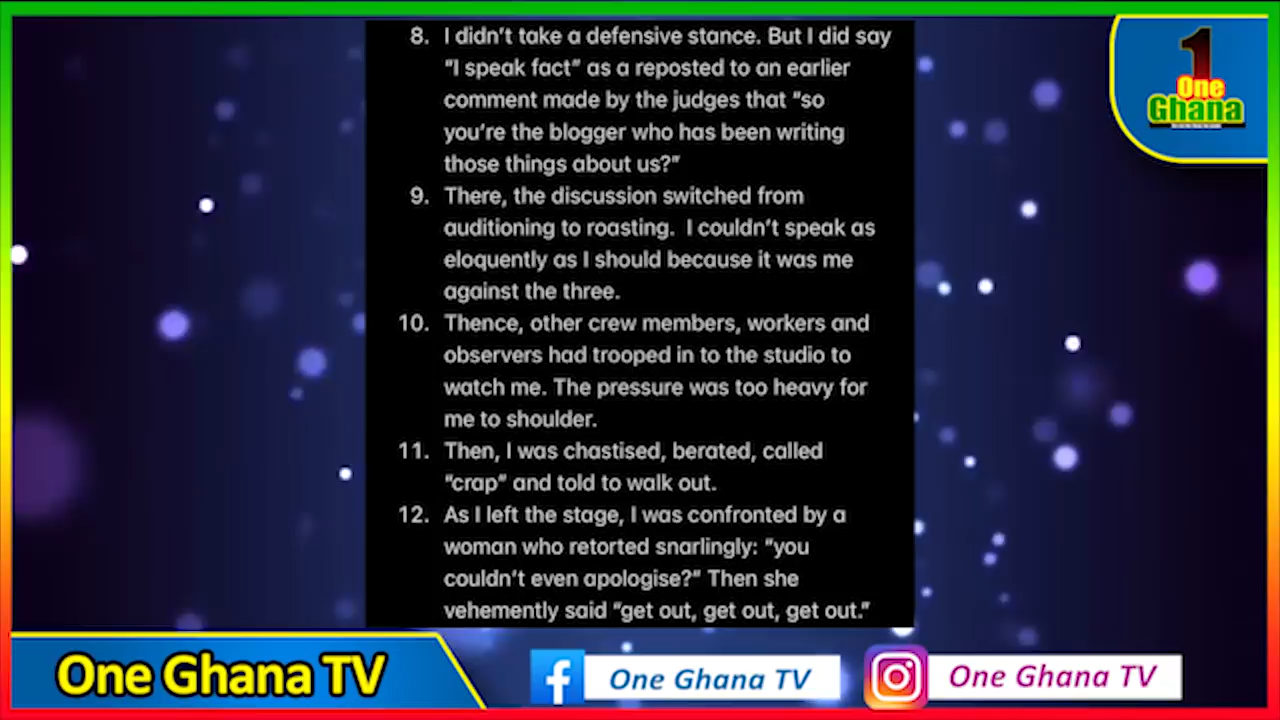 8. I didn't take a defensive stance. But I did say
"I speak fact" as a reposted to an earlier
comment made by the judges that "so
you're the blogger who has been writing
those things about us?"
9. There, the discussion switched from
auditioning to roasting.  I couldn't speak as
eloquently as I should because it was me
against the three.
10. Thence, other crew members, workers and
observers had trooped in to the studio to
watch me. The pressure was too heavy for
me to shoulder.
11. Then, I was chastised, berated, called
"crap" and told to walk out.
12. As I left the stage, I was confronted by a
woman who retorted snarlingly: "you
couldn't even apologise?" Then she
vehemently said "get out, get out, get out."
1
One
Ghana
One Ghana TV
One Ghana TV
One Ghana TV